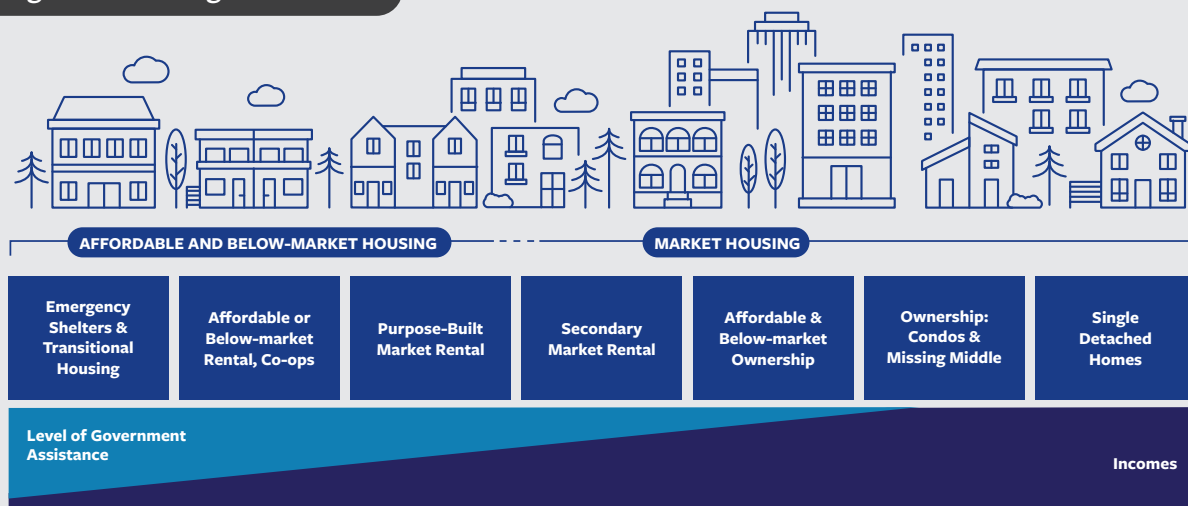 AFFORDABLE AND BELOW-MARKET HOUSING
MARKET HOUSING
Emergency
Shelters &
Transitional
Housing
Affordable or
Below-market
Rental, Co-ops
Purpose-Built
Market Rental
Secondary
Market Rental
Affordable &
Below-market
Ownership
Ownership:
Condos &
Missing Middle
Single
Detached
Homes
Level of Government
Assistance
Incomes